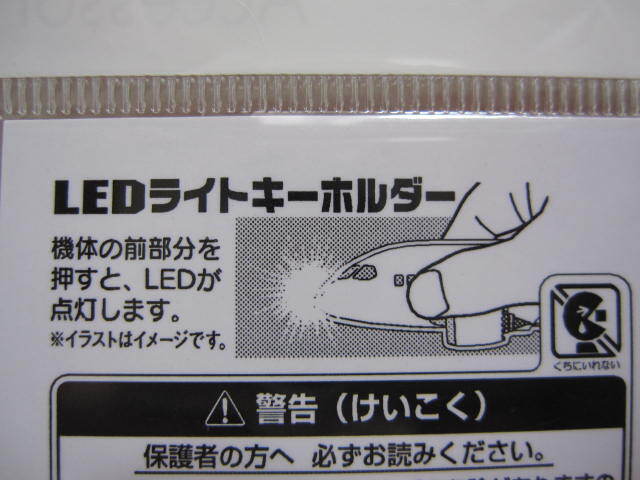 LEDライトキーホルダー
機体の前部分を
押すと、LEDが
点灯します。
※イラストはイメージです。
くちにいれない
警告（けいこく）
保護者の方へ 必ずお読みください。